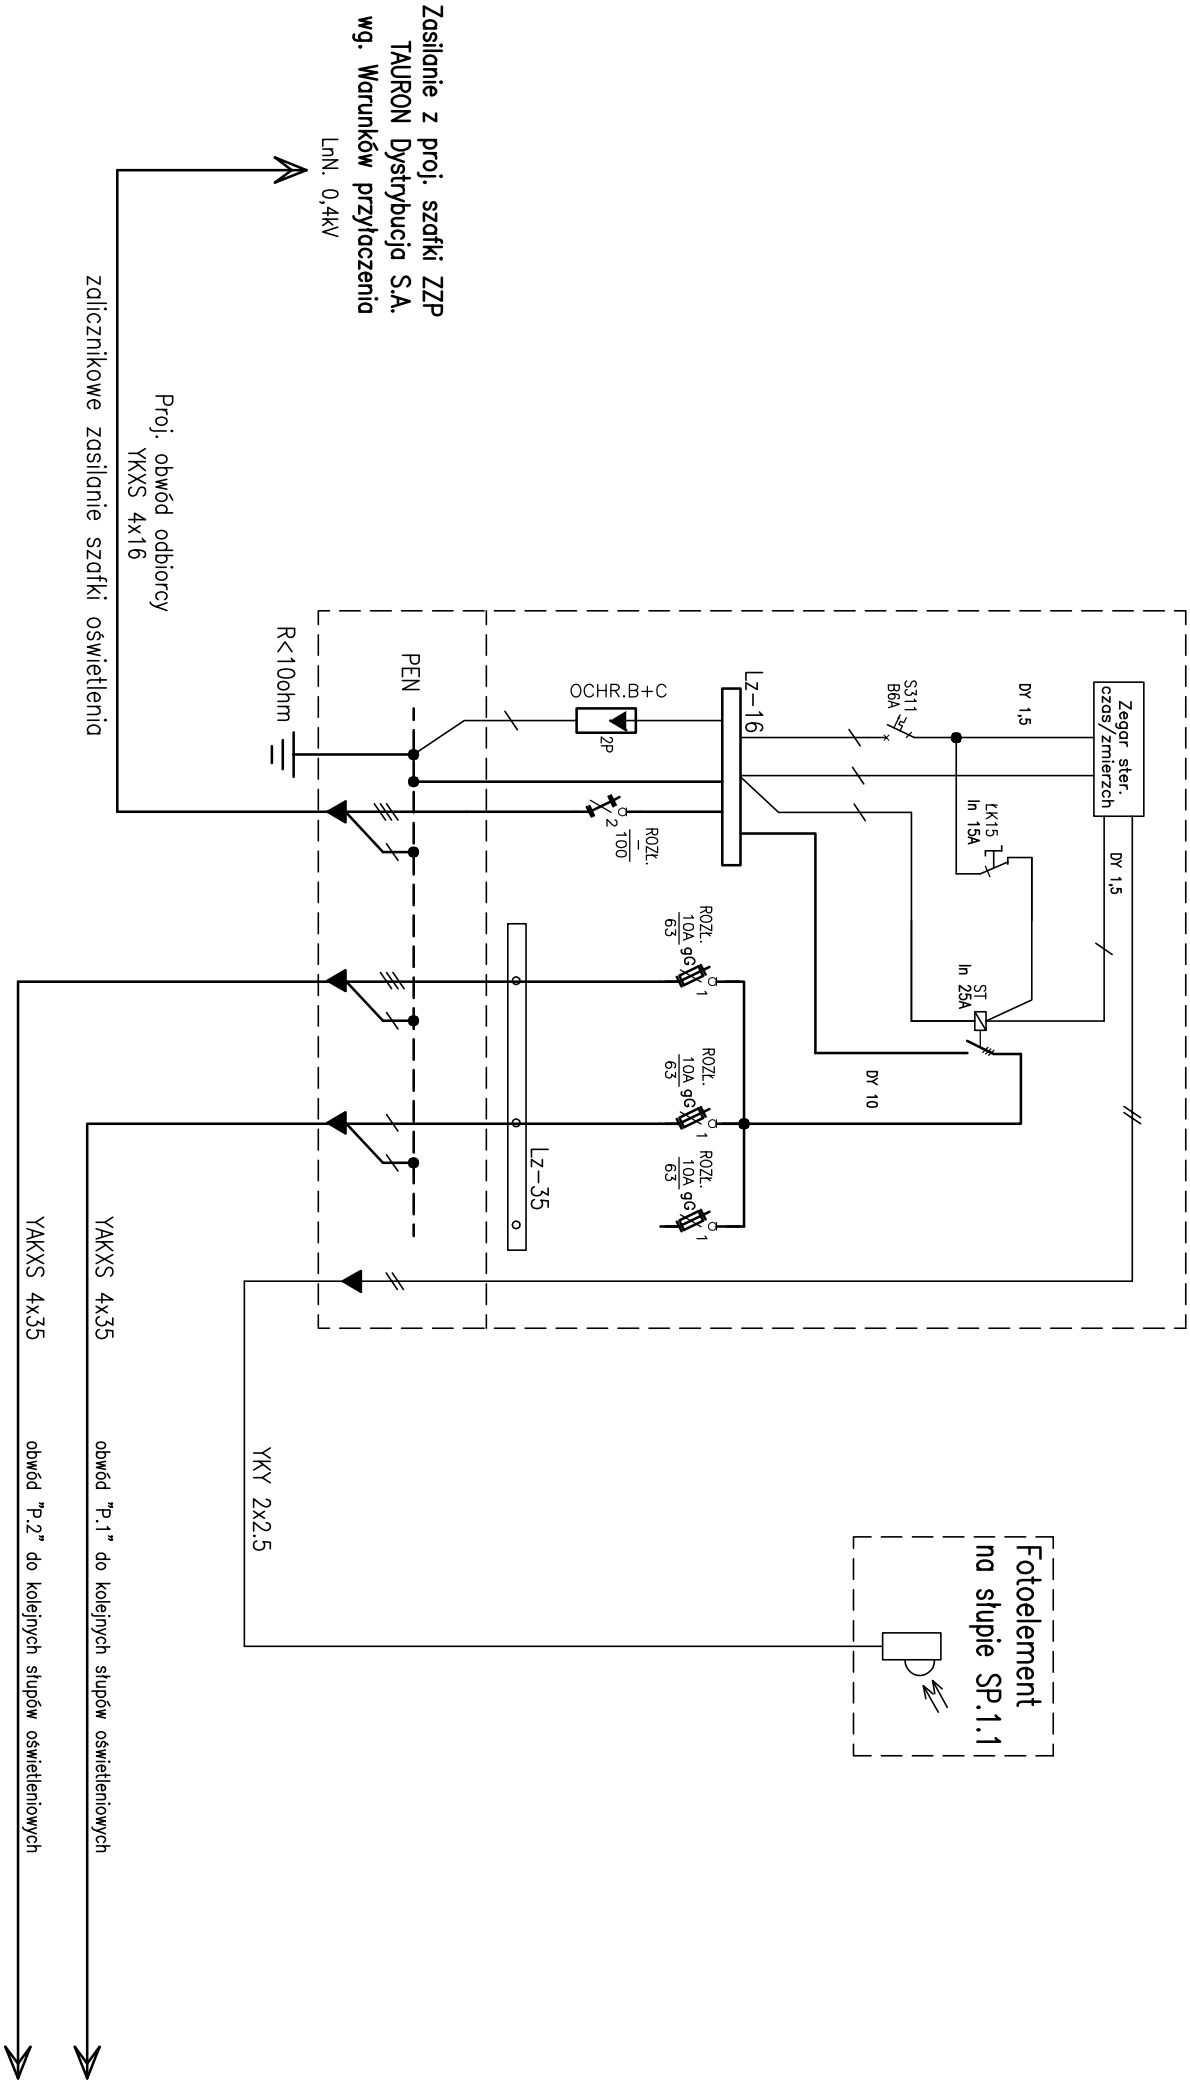 Zasilanie z proj. szafki ZZP
TAURON Dystrybucja S.A.
wg. Warunków przyłaczenia
LnN. 0,4kV
Proj. obwód odbiorcy
YKXS 4x16
zalicznikowe zasilanie szafki oświetlenia
Zegar ster.
czas/zmierzch
DY 1,5
DY 1,5
S311
B6A
ŁK15
In 15A
ST
In 25A
DY 10
Lz-16
OCHR.B+C
2P
ROZŁ.
-
100
2
ROZŁ.
10A gG
63
1
ROZŁ.
10A gG
63
1
ROZŁ.
10A gG
63
1
Lz-35
PEN
R<10ohm
Fotoelement
na słupie SP.1.1
YKY 2x2.5
YAKXS 4x35
obwód "P.1" do kolejnych słupów oświetleniowych
YAKXS 4x35
obwód "P.2" do kolejnych słupów oświetleniowych